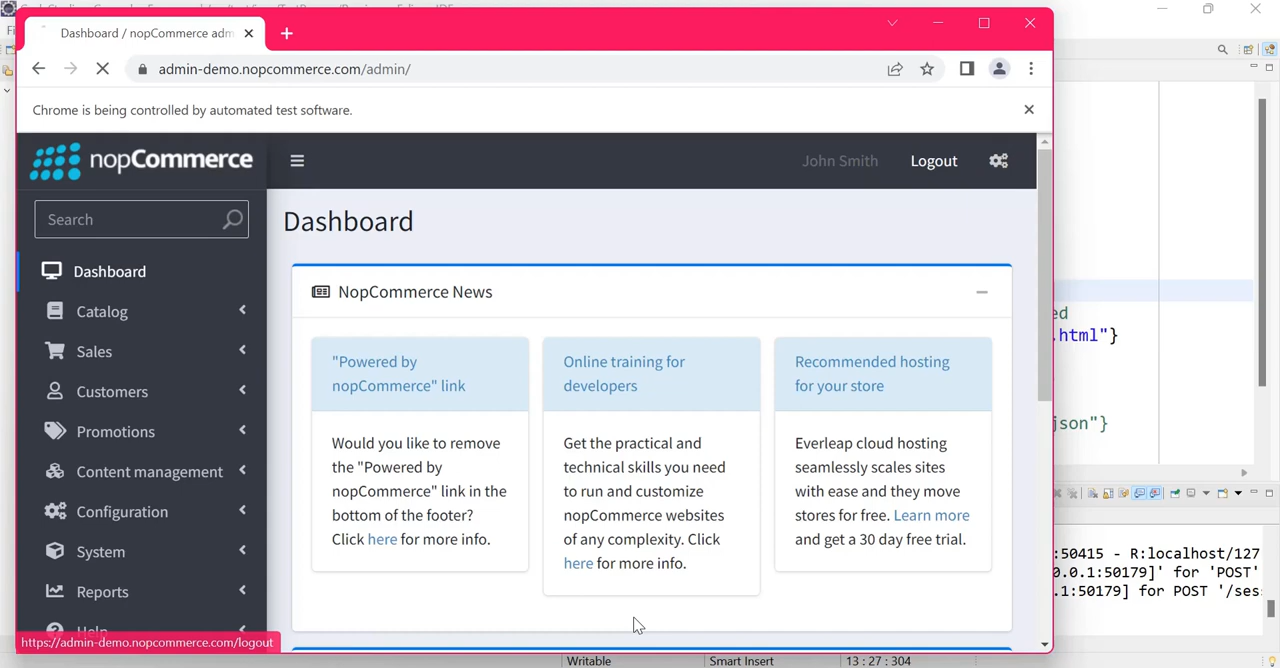 Dashboard / nopCommerce adm
admin-demo.nopcommerce.com/admin/
Chrome is being controlled by automated test software.
nopCommerce
John Smith
Logout
Search
Dashboard
Catalog
Sales
Customers
Promotions
Content management
Configuration
System
Reports
Help
https://admin-demo.nopcommerce.com/logout
Dashboard
NopCommerce News
"Powered by
nopCommerce" link
Would you like to remove
the "Powered by
nopCommerce" link in the
bottom of the footer?
Click here for more info.
Online training for
developers
Get the practical and
technical skills you need
to run and customize
nopCommerce websites
of any complexity. Click
here for more info.
Recommended hosting
for your store
Everleap cloud hosting
seamlessly scales sites
with ease and they move
stores for free. Learn more
and get a 30 day free trial.
ed
.html"}
json"}
:50415 - R:localhost/127
0.0.1:50179]' for 'POST'
.1:50179] for POST '/ses
Writable
Smart Insert
13 : 27 : 304